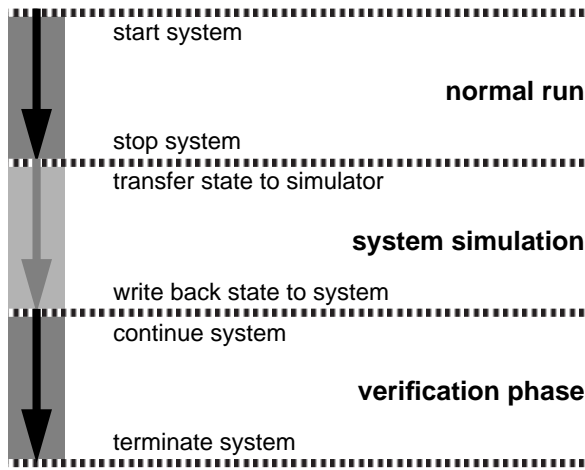 start system
normal run
stop system
transfer state to simulator
system simulation
write back state to system
continue system
verification phase
terminate system